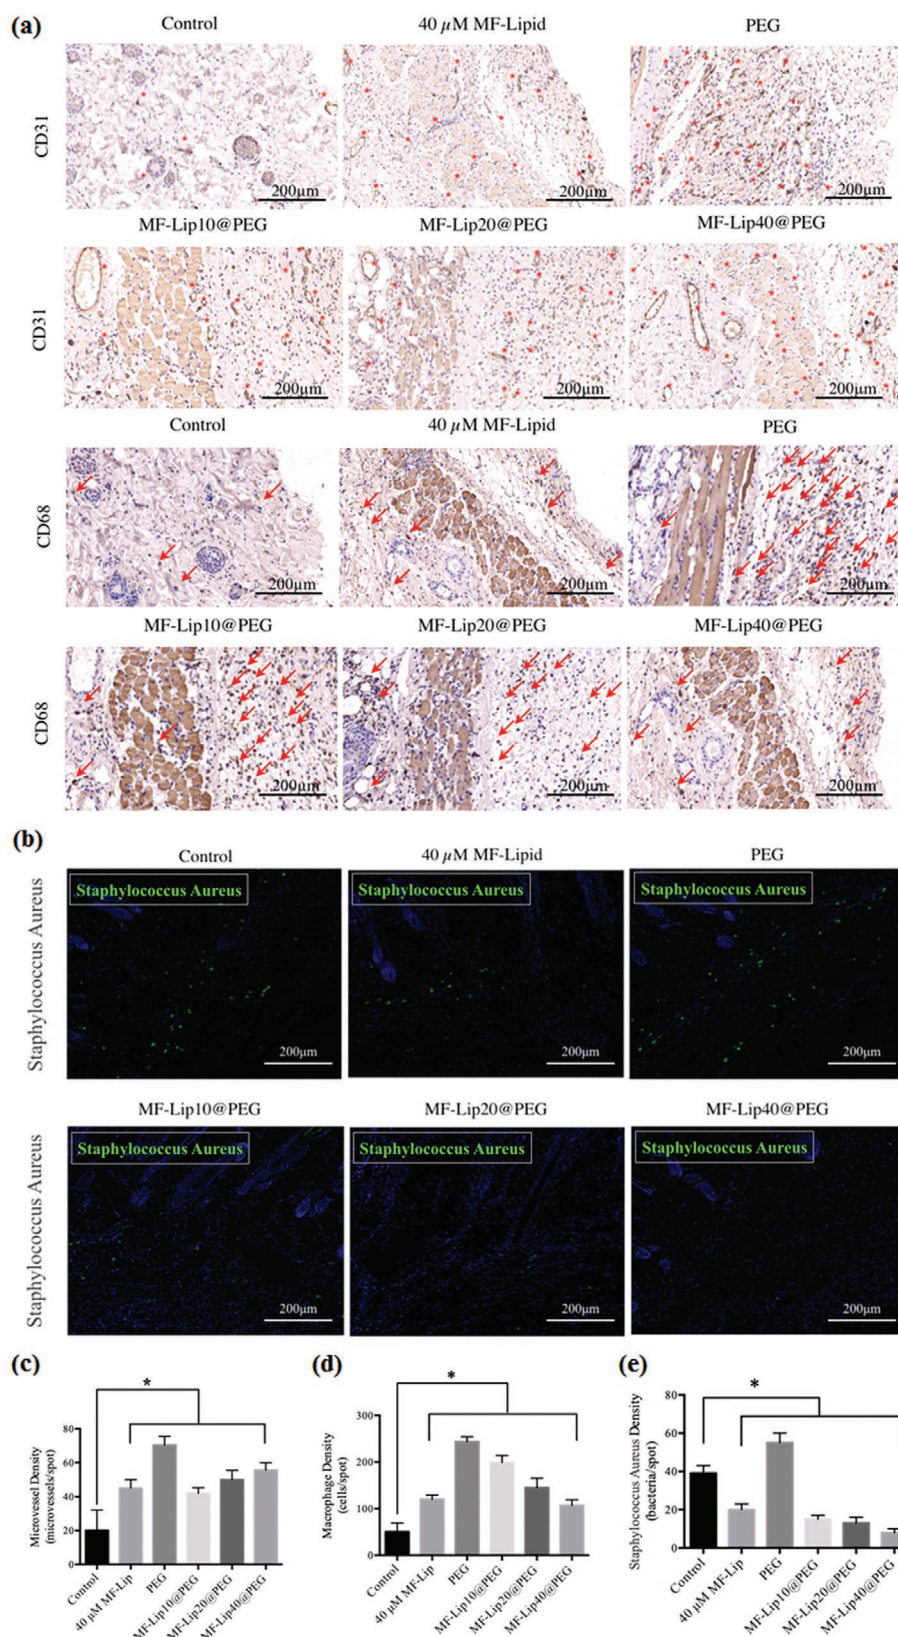 (a)
Control 40 µM MF-Lipid PEG
CD31
200µm 200µm 200µm
MF-Lip10@PEG MF-Lip20@PEG MF-Lip40@PEG
CD31
200µm 200µm 200µm
Control 40 µM MF-Lipid PEG
CD68
200µm 200µm 200µm
MF-Lip10@PEG MF-Lip20@PEG MF-Lip40@PEG
CD68
200µm 200µm 200µm
(b)
Control 40 µM MF-Lipid PEG
Staphylococcus Aureus
Staphylococcus Aureus Staphylococcus Aureus Staphylococcus Aureus
200µm 200µm 200µm
MF-Lip10@PEG MF-Lip20@PEG MF-Lip40@PEG
Staphylococcus Aureus
Staphylococcus Aureus Staphylococcus Aureus Staphylococcus Aureus
200µm 200µm 200µm
(c)
*
Microvessel Density
(microvessels/spot)
80
60
40
20
0
Control
40 µM MF-Lip
PEG
MF-Lip10@PEG
MF-Lip20@PEG
MF-Lip40@PEG
(d)
*
Macrophage Density
(cells/spot)
300
200
100
0
Control
40 µM MF-Lip
PEG
MF-Lip10@PEG
MF-Lip20@PEG
MF-Lip40@PEG
(e)
*
Staphylococcus Aureus Density
(bacteria/spot)
80
60
40
20
0
Control
40 µM MF-Lip
PEG
MF-Lip10@PEG
MF-Lip20@PEG
MF-Lip40@PEG